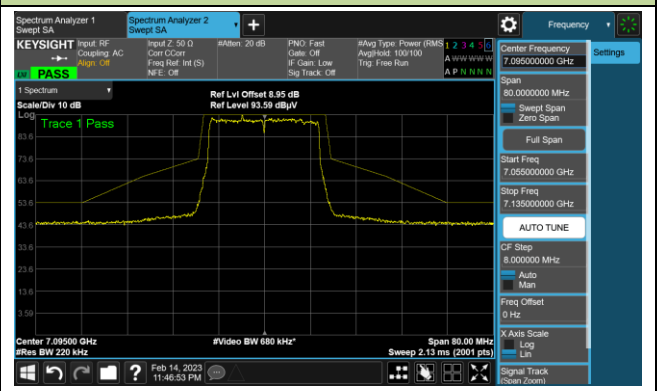 Spectrum Analyzer 1
Swept SA
Spectrum Analyzer 2
Swept SA
Frequency
KEYSIGHT
Input: RF
Coupling: AC
Align: Off
Input Z: 50 Ω
Corr CCorr
Freq Ref: Int (S)
NFE: Off
#Atten: 20 dB
PNO: Fast
Gate: Off
IF Gain: Low
Sig Track: Off
#Avg Type: Power (RMS
Avg|Hold: 100/100
Trig: Free Run
1 2 3 4 5 6
A W W W W W
A P N N N N
PASS
1 Spectrum
Scale/Div 10 dB
Ref Lvl Offset 8.95 dB
Ref Level 93.59 dBµV
Log
Trace 1 Pass
83.6
73.6
63.6
53.6
43.6
33.6
23.6
13.6
3.59
Center 7.09500 GHz
#Res BW 220 kHz
#Video BW 680 kHz*
Span 80.00 MHz
Sweep 2.13 ms (2001 pts)
Feb 14, 2023
11:46:53 PM
?
Center Frequency
7.095000000 GHz
Settings
Span
80.0000000 MHz
Swept Span
Zero Span
Full Span
Start Freq
7.055000000 GHz
Stop Freq
7.135000000 GHz
AUTO TUNE
CF Step
8.000000 MHz
Auto
Man
Freq Offset
0 Hz
X Axis Scale
Log
Lin
Signal Track
(Span Zoom)